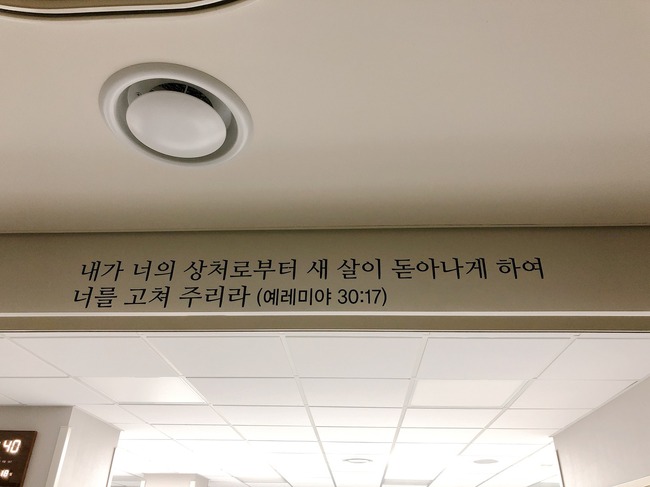 내가 너의 상처로부터 새 살이 돋아나게 하여
너를 고쳐 주리라 (예레미야 30:17)
40